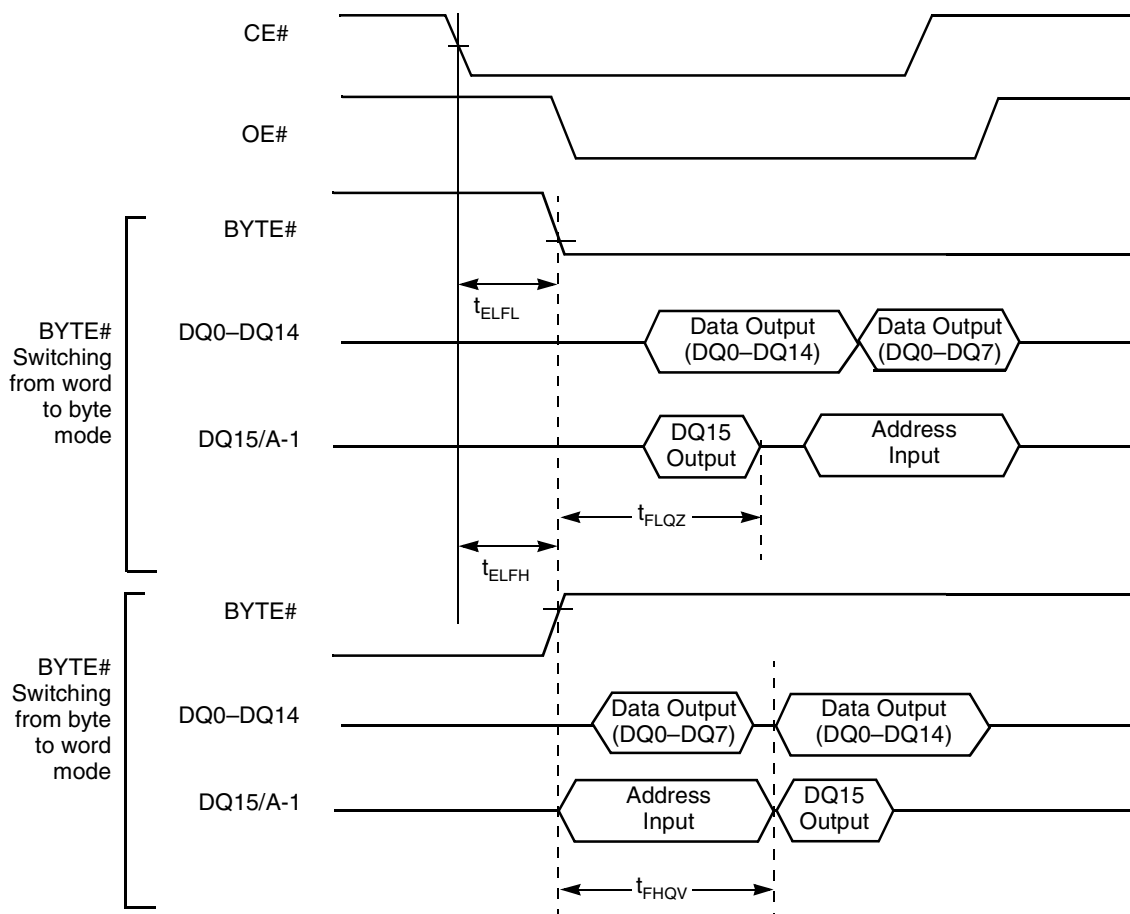 CE#
OE#
BYTE#
tELFL
BYTE#
Switching
from word
to byte
mode
DQ0–DQ14
Data Output
(DQ0–DQ14)
Data Output
(DQ0–DQ7)
DQ15/A-1
DQ15
Output
Address
Input
tFLQZ
tELFH
BYTE#
BYTE#
Switching
from byte
to word
mode
DQ0–DQ14
Data Output
(DQ0–DQ7)
Data Output
(DQ0–DQ14)
DQ15/A-1
Address
Input
DQ15
Output
tFHQV